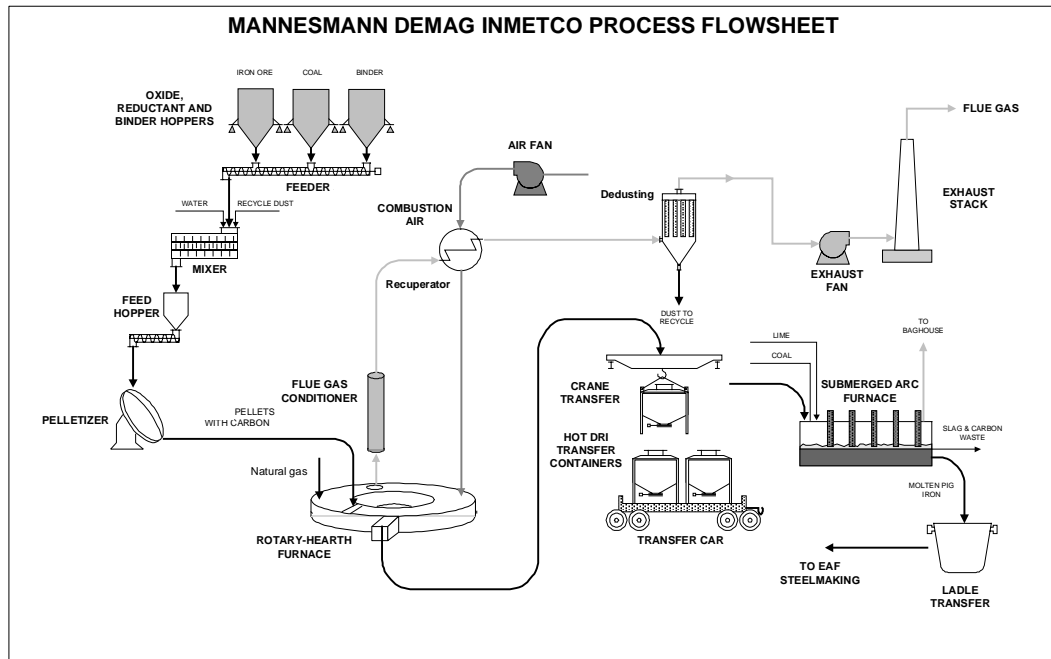 MANNESMANN DEMAG INMETCO PROCESS FLOWSHEET
IRON ORE
COAL
BINDER
OXIDE,
REDUCTANT AND
BINDER HOPPERS
FEEDER
WATER
RECYCLE DUST
MIXER
FEED
HOPPER
PELLETIZER
PELLETS
WITH CARBON
Natural gas
FLUE GAS
CONDITIONER
ROTARY-HEARTH
FURNACE
AIR FAN
COMBUSTION
AIR
Recuperator
Dedusting
DUST TO
RECYCLE
EXHAUST
FAN
FLUE GAS
EXHAUST
STACK
CRANE
TRANSFER
HOT DRI
TRANSFER
CONTAINERS
TRANSFER CAR
LIME
COAL
TO
BAGHOUSE
SUBMERGED ARC
FURNACE
SLAG & CARBON
WASTE
MOLTEN PIG
IRON
TO EAF
STEELMAKING
LADLE
TRANSFER